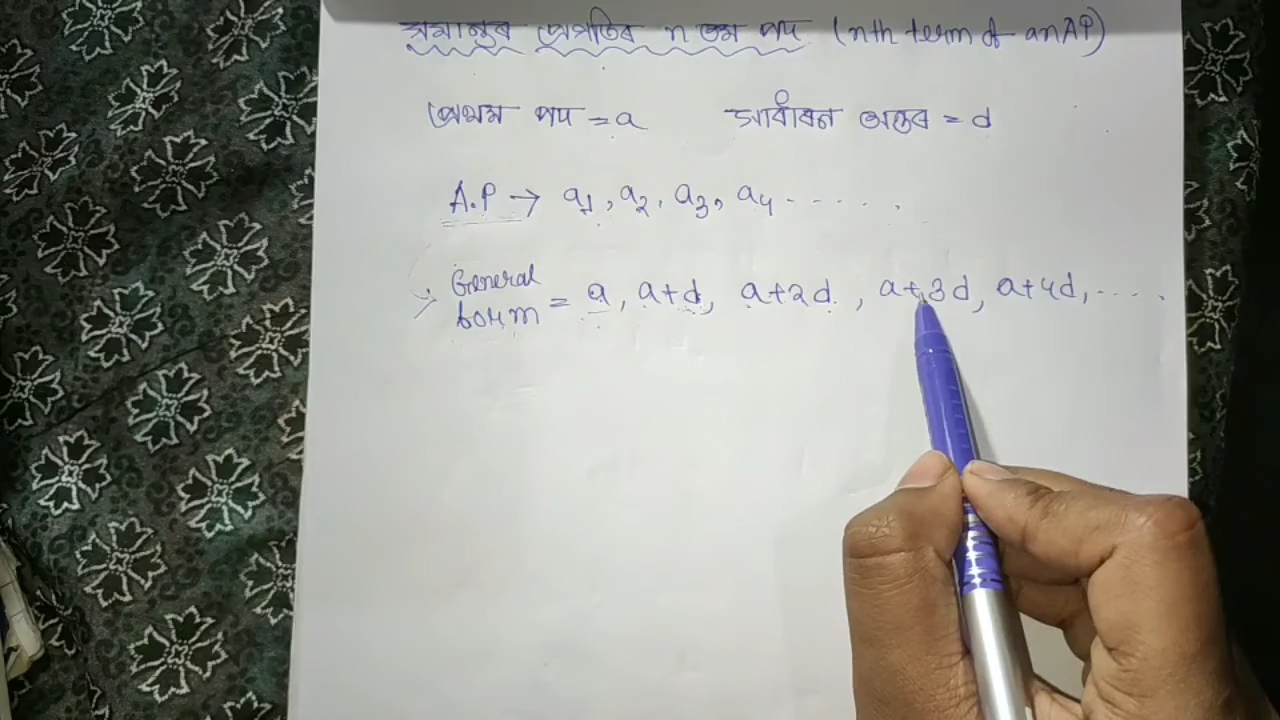 সমান্তৰ প্ৰগতিৰ n তম পদ (nth term of an AP)
প্ৰথম পদ = a সাধাৰণ অন্তৰ = d
A.P → a1, a2, a3, a4 - - - - -
General form = a, a+d, a+2d, a+3d, a+4d, - - - -